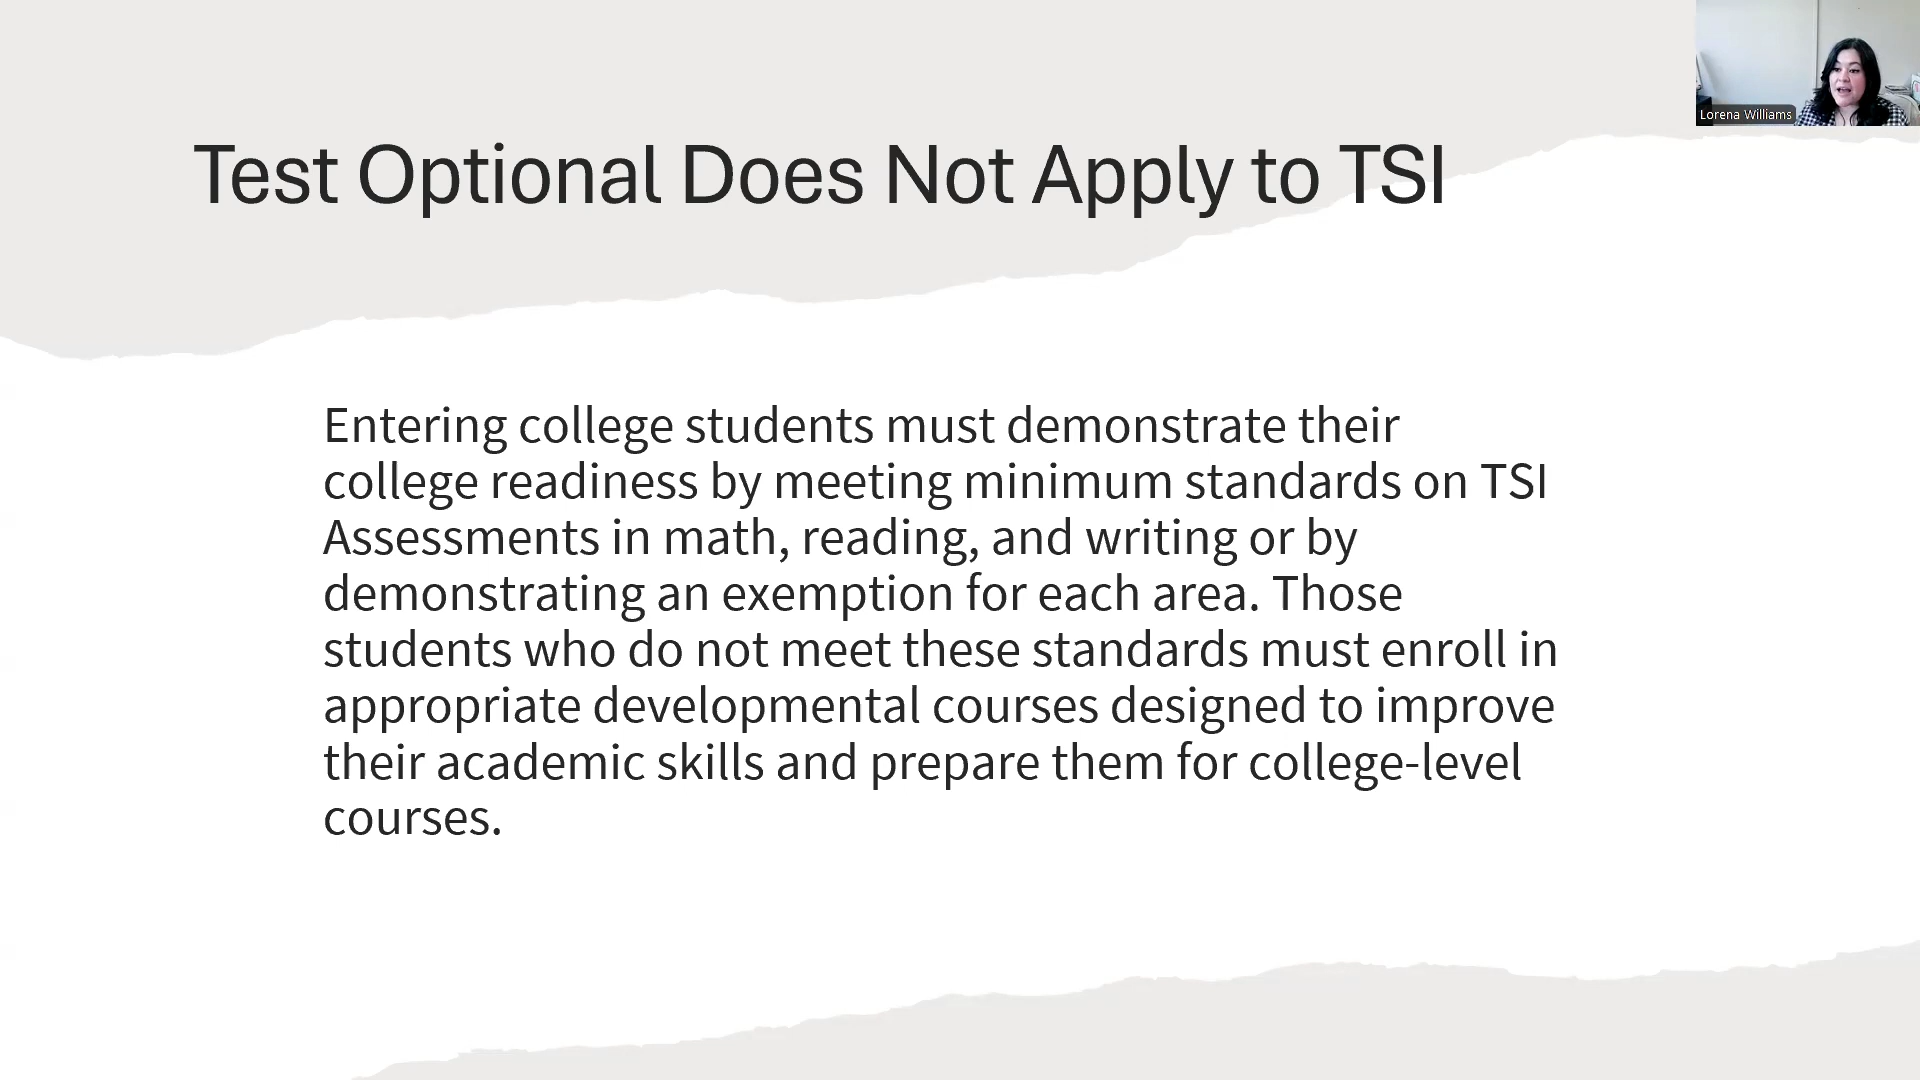 Lorena Williams
Test Optional Does Not Apply to TSI
Entering college students must demonstrate their
college readiness by meeting minimum standards on TSI
Assessments in math, reading, and writing or by
demonstrating an exemption for each area. Those
students who do not meet these standards must enroll in
appropriate developmental courses designed to improve
their academic skills and prepare them for college-level
courses.